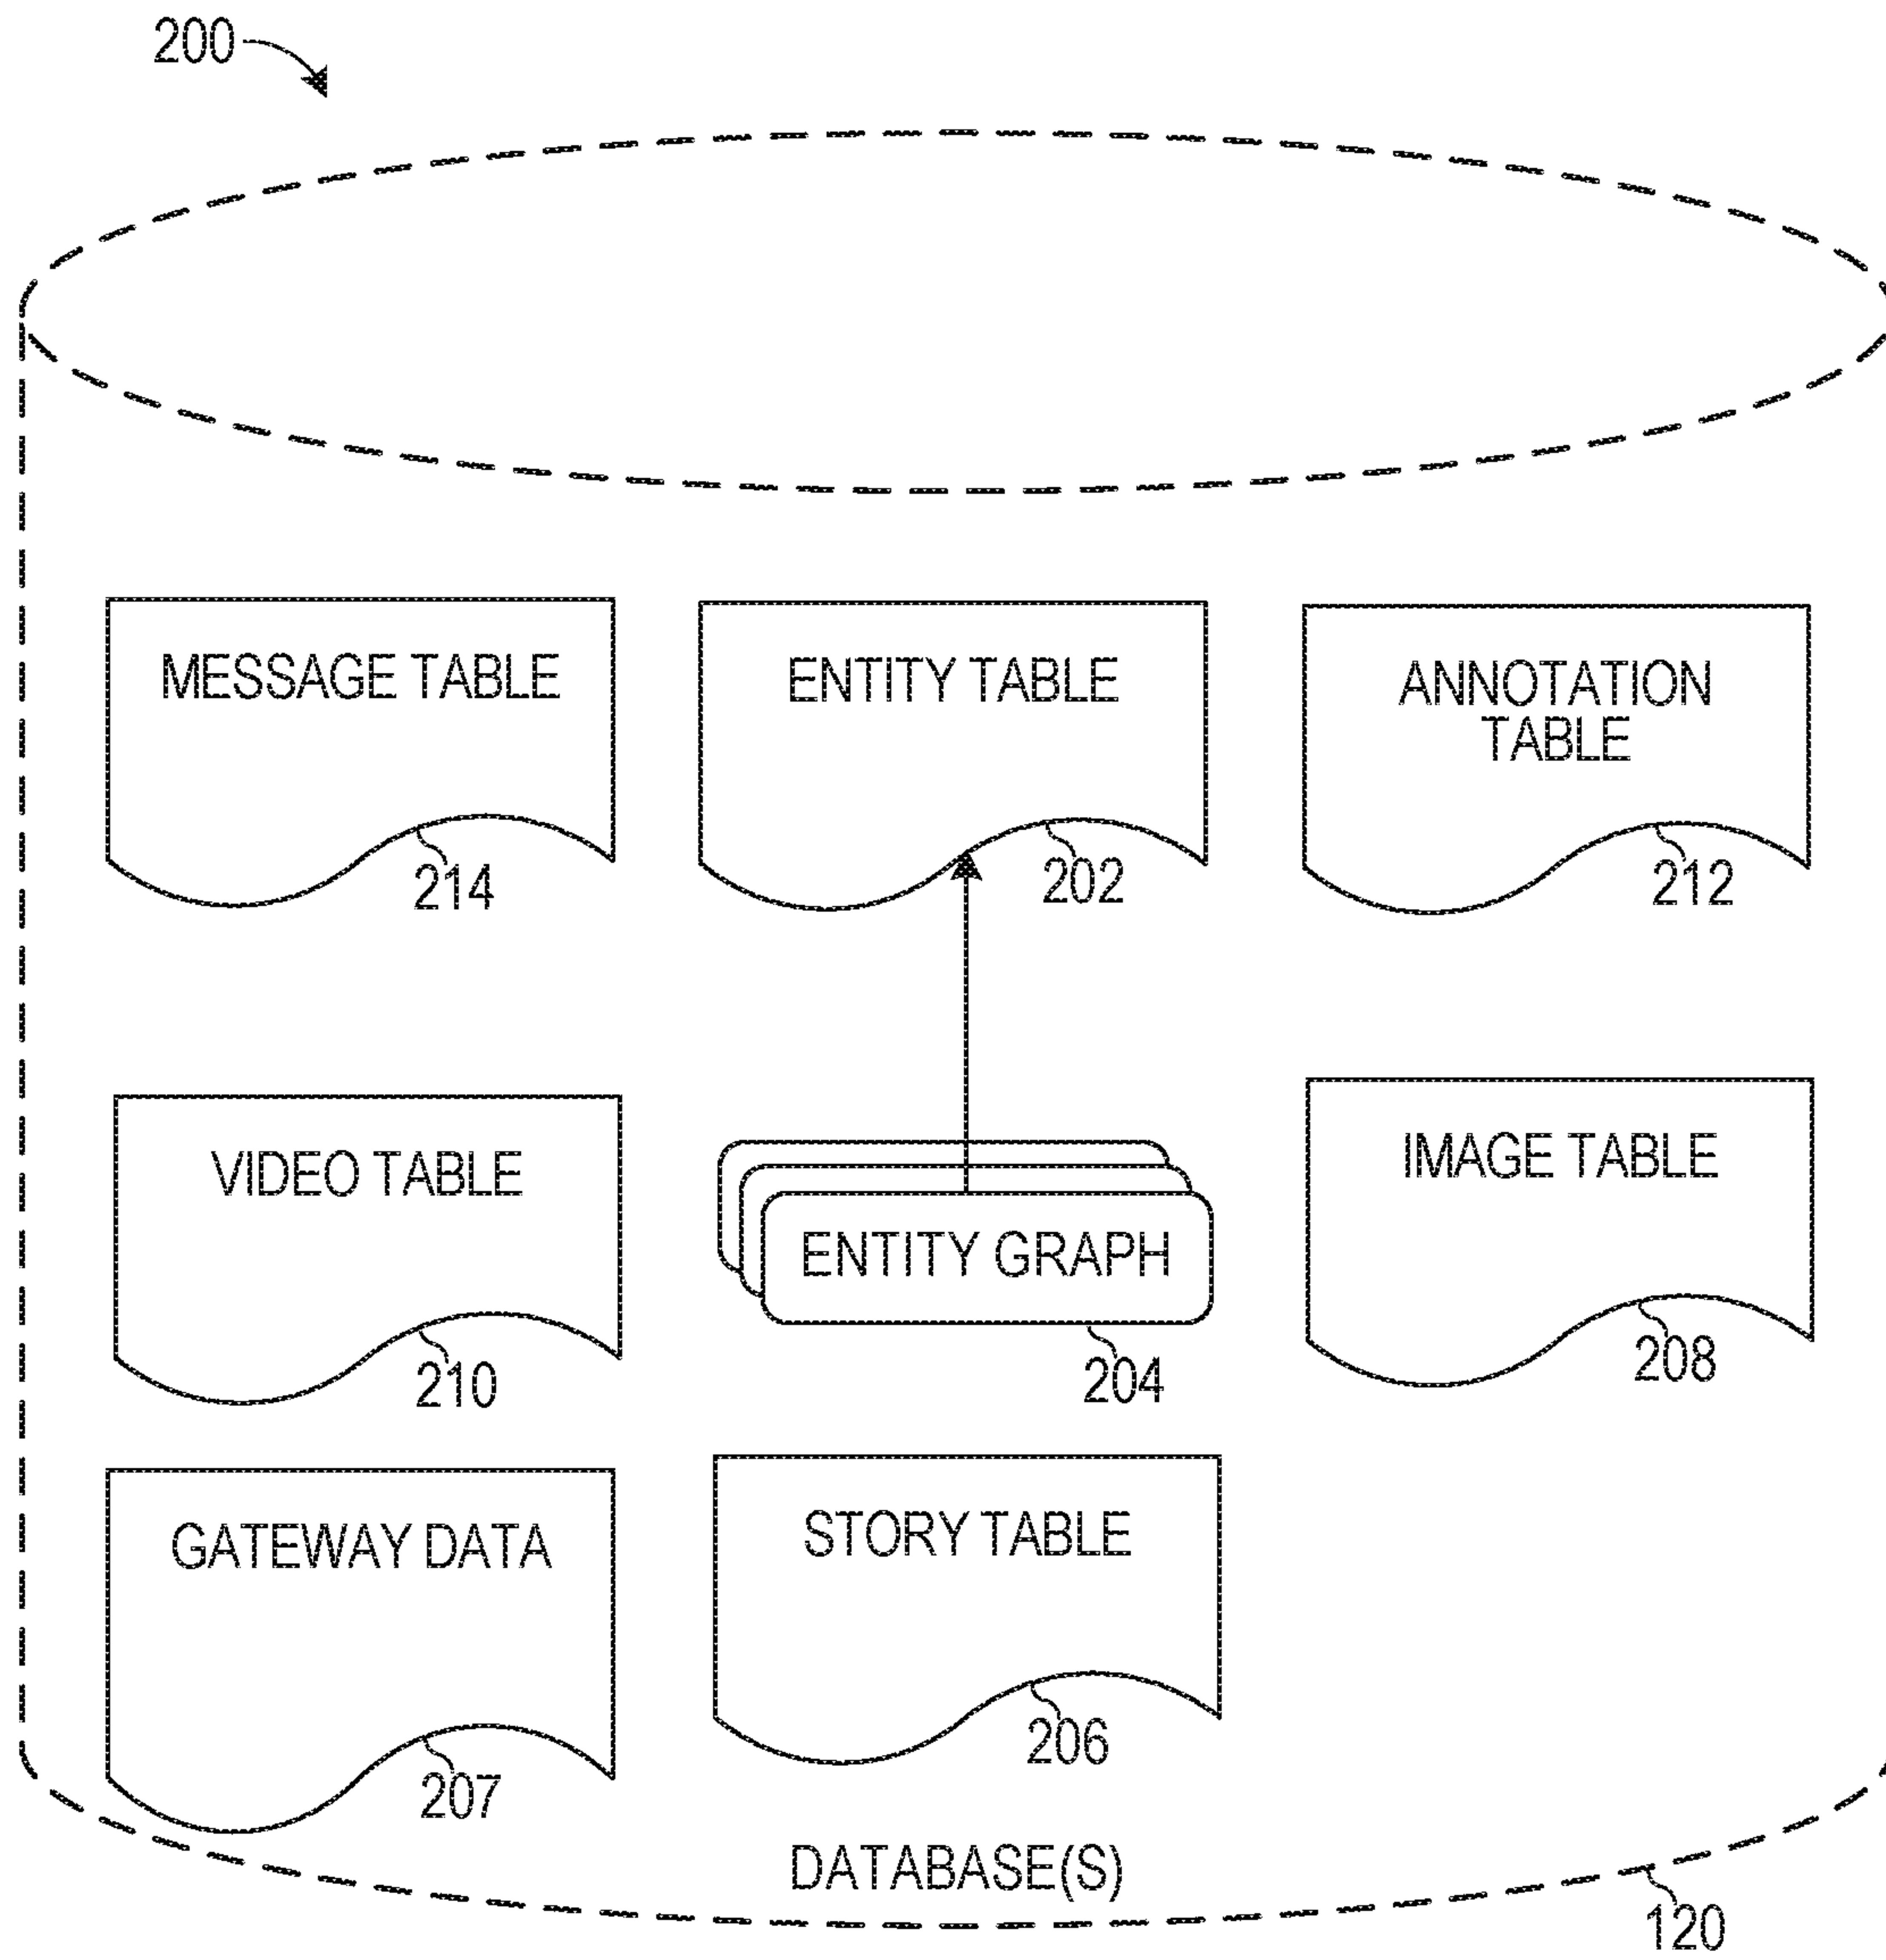 200
MESSAGE TABLE
214
ENTITY TABLE
202
ANNOTATION
TABLE
212
VIDEO TABLE
210
ENTITY GRAPH
204
IMAGE TABLE
208
GATEWAY DATA
207
STORY TABLE
206
DATABASE(S)
120